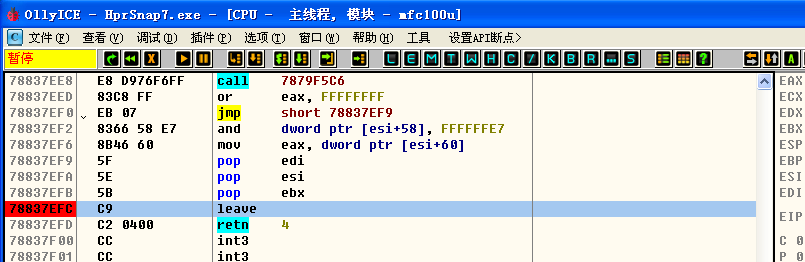 OllyICE - HprSnap7.exe - [CPU - 主线程, 模块 - mfc100u]
C 文件(F) 查看(V) 调试(D) 插件(P) 选项(T) 窗口(W) 帮助(H) 工具 设置API断点>
暂停 L E M T W H C / K B R ... S
78837EE8 E8 D976F6FF call 7879F5C6
78837EED 83C8 FF or eax, FFFFFFFF
78837EF0 EB 07 jmp short 78837EF9
78837EF2 8366 58 E7 and dword ptr [esi+58], FFFFFFE7
78837EF6 8B46 60 mov eax, dword ptr [esi+60]
78837EF9 5F pop edi
78837EFA 5E pop esi
78837EFB 5B pop ebx
78837EFC C9 leave
78837EFD C2 0400 retn 4
78837F00 CC int3
78837F01 CC int3
EAX
ECX
EDX
EBX
ESP
EBP
ESI
EDI
EIP
C 0
P 0